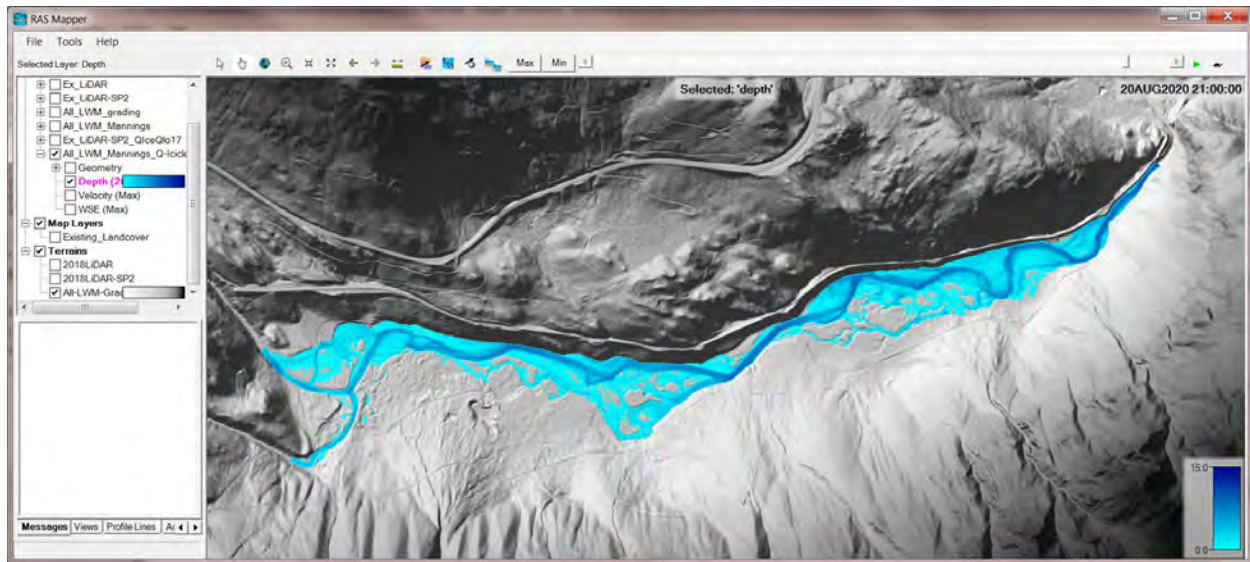 RAS Mapper
File Tools Help
Selected Layer: Depth
Max Min
Ex_LiDAR
Ex_LiDAR-SP2
All_LWM_grading
All_LWM_Mannings
Ex_LiDAR-SP2_QIceQlo17
All_LWM_Mannings_Q-Icicle
Geometry
Depth (2
Velocity (Max)
WSE (Max)
Map Layers
Existing_Landcover
Terrains
2018LiDAR
2018LiDAR-SP2
All-LWM-Grad
Messages Views Profile Lines
Selected: 'depth'
20AUG2020 21:00:00
15.0
0.0